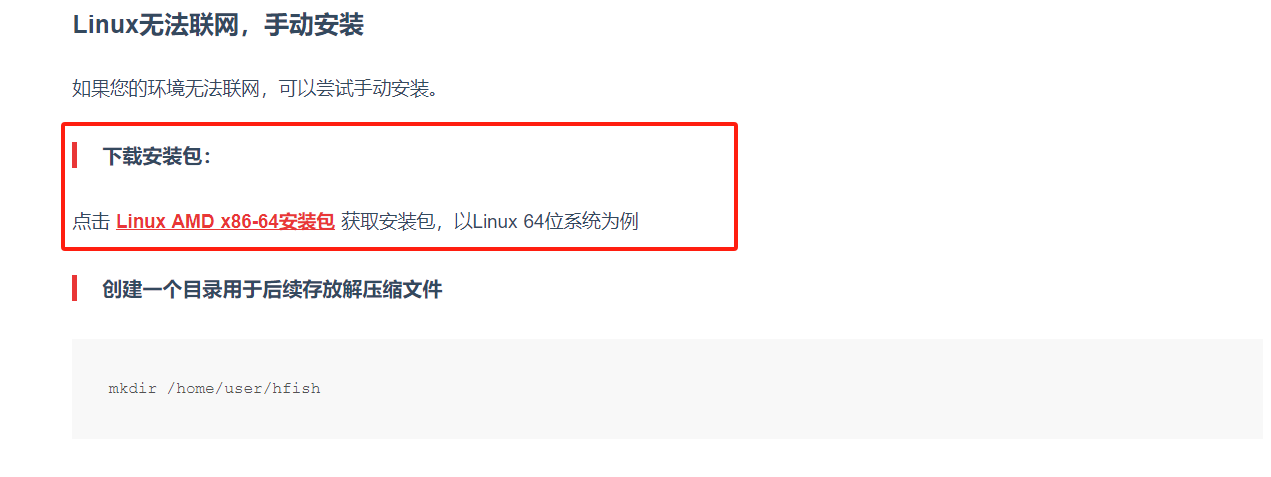 Linux无法联网，手动安装
如果您的环境无法联网，可以尝试手动安装。
下载安装包：
点击 Linux AMD x86-64安装包 获取安装包，以Linux 64位系统为例
创建一个目录用于后续存放解压缩文件
mkdir /home/user/hfish